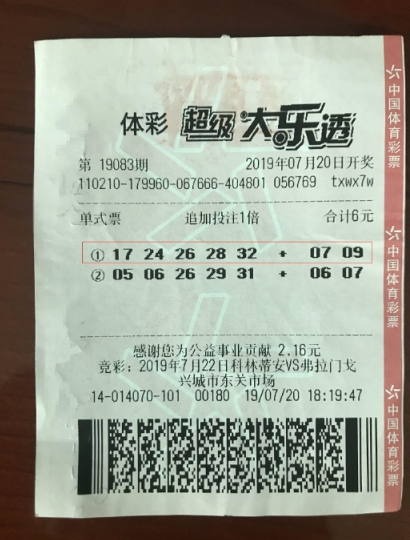 体彩 超级大乐透
第 19083期 2019年07月20日开奖
110210-179960-067666-404801 056769 txwx7w
单式票 追加投注1倍 合计6元
① 17 24 26 28 32 + 07 09
② 05 06 26 29 31 + 06 07
感谢您为公益事业贡献 2.16元
竞彩：2019年7月22日科林蒂安VS弗拉门戈
兴城市东关市场
14-014070-101 00180 19/07/20 18:19:47
中国体育彩票
中国体育彩票
中国体育彩票